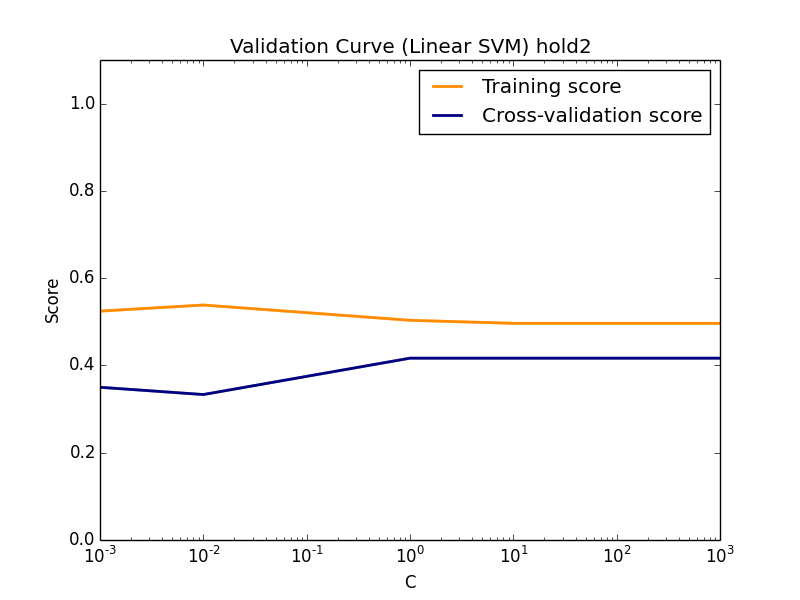 Validation Curve (Linear SVM) hold2
Training score
Cross-validation score
1.0
0.8
0.6
0.4
0.2
0.0
Score
10⁻³ 10⁻² 10⁻¹ 10⁰ 10¹ 10² 10³
C